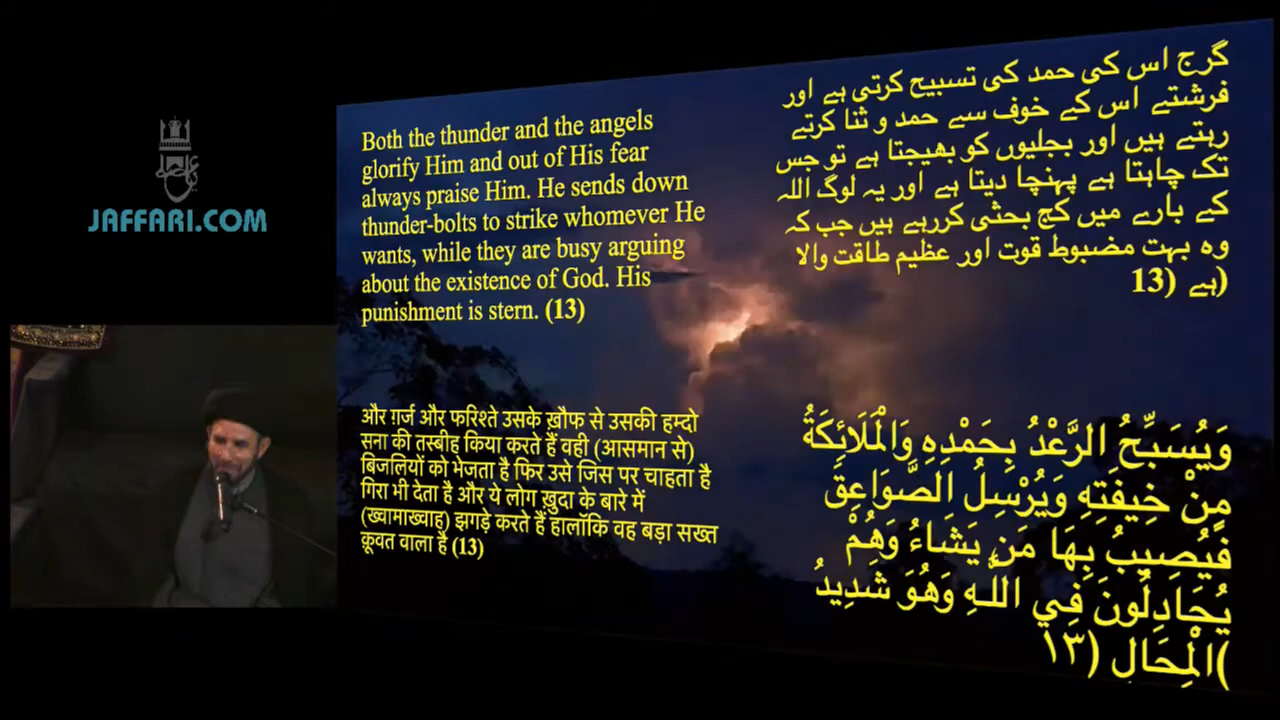 JAFFARI.COM
Both the thunder and the angels
glorify Him and out of His fear
always praise Him. He sends down
thunder-bolts to strike whomever He
wants, while they are busy arguing
about the existence of God. His
punishment is stern. (13)
گرج اس کی حمد کی تسبیح کرتی ہے اور
فرشتے اس کے خوف سے حمد و ثنا کرتے
رہتے ہیں اور بجلیوں کو بھیجتا ہے تو جس
تک چاہتا ہے پہنچا دیتا ہے اور یہ لوگ اللہ
کے بارے میں کج بحثی کررہے ہیں جب کہ
وہ بہت مضبوط قوت اور عظیم طاقت والا
(ہے (13
और ग़र्ज और फरिश्ते उसके ख़ौफ से उसकी हम्दो
सना की तस्बीह किया करते हैं वही (आसमान से)
बिजलियों को भेजता है फिर उसे जिस पर चाहता है
गिरा भी देता है और ये लोग ख़ुदा के बारे में
(ख्वामाख्वाह) झगड़े करते हैं हालॉकि वह बड़ा सख्त
क़ूवत वाला है (13)
وَيُسَبِّحُ الرَّعْدُ بِحَمْدِهِ وَالْمَلَائِكَةُ
مِنْ خِيفَتِهِ وَيُرْسِلُ الصَّوَاعِقَ
فَيُصِيبُ بِهَا مَن يَشَاءُ وَهُمْ
يُجَادِلُونَ فِي اللَّهِ وَهُوَ شَدِيدُ
(الْمِحَالِ (١٣